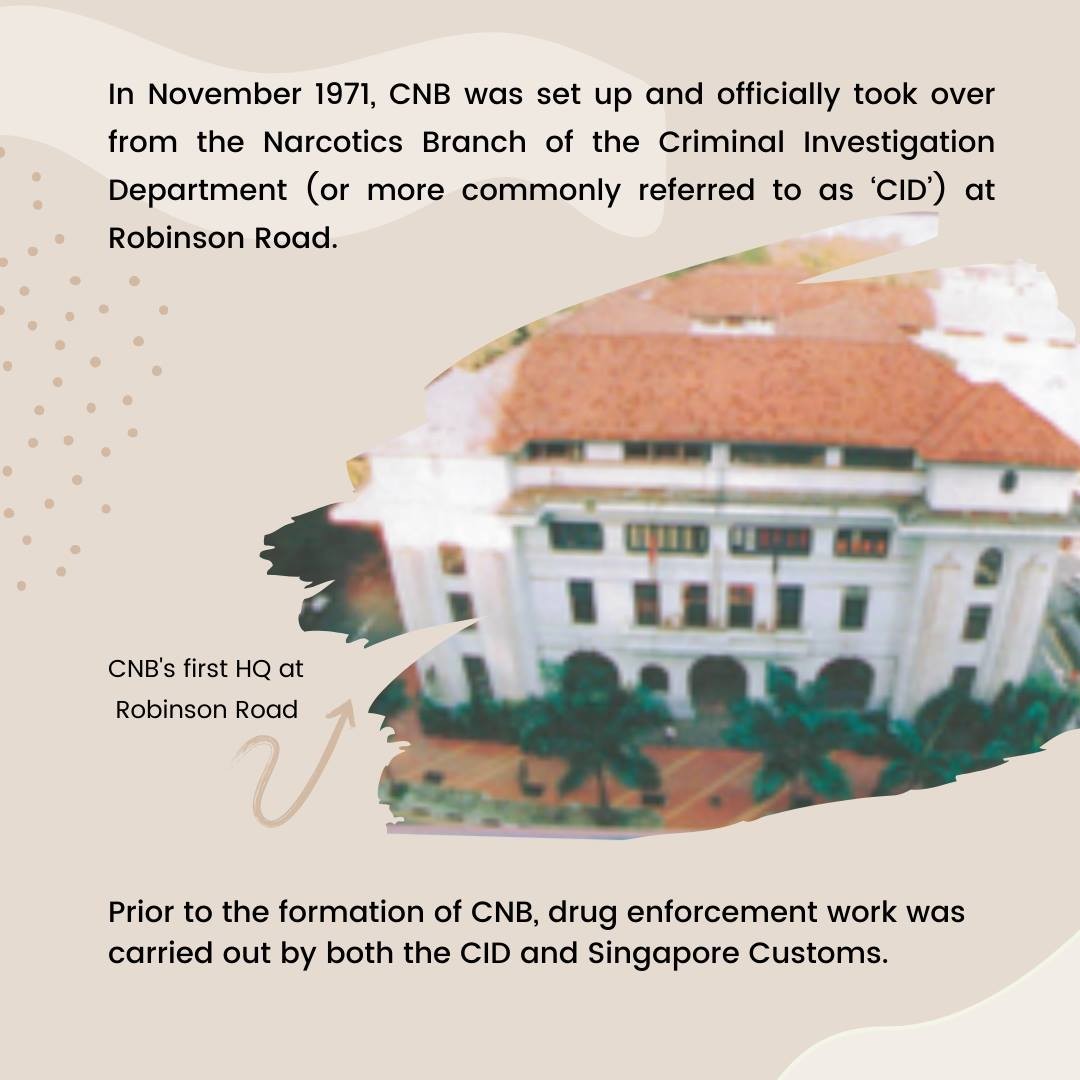 In November 1971, CNB was set up and officially took over
from the Narcotics Branch of the Criminal Investigation
Department (or more commonly referred to as ‘CID’) at
Robinson Road.
CNB's first HQ at
Robinson Road
Prior to the formation of CNB, drug enforcement work was
carried out by both the CID and Singapore Customs.